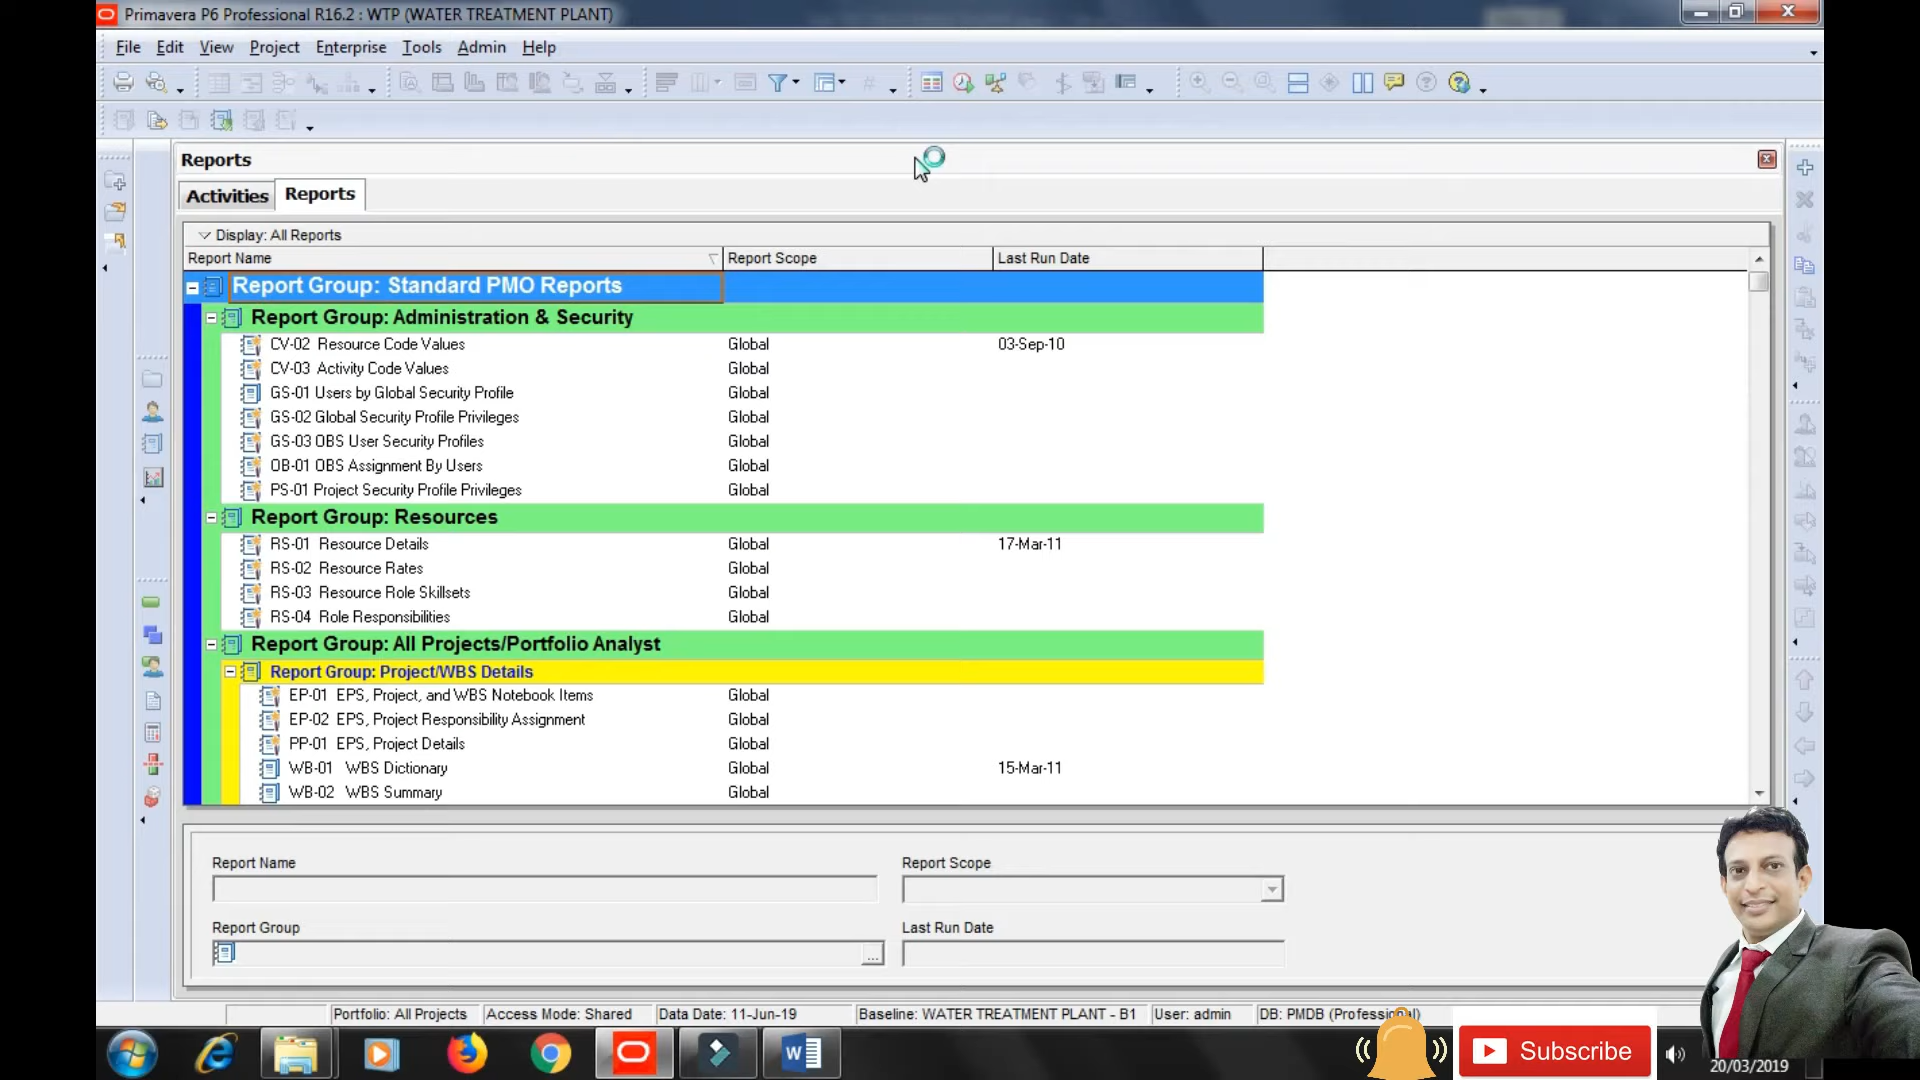 Primavera P6 Professional R16.2 : WTP (WATER TREATMENT PLANT)
File Edit View Project Enterprise Tools Admin Help
Reports
Activities Reports
Display: All Reports
Report Name Report Scope Last Run Date
Report Group: Standard PMO Reports
Report Group: Administration & Security
CV-02 Resource Code Values Global 03-Sep-10
CV-03 Activity Code Values Global
GS-01 Users by Global Security Profile Global
GS-02 Global Security Profile Privileges Global
GS-03 OBS User Security Profiles Global
OB-01 OBS Assignment By Users Global
PS-01 Project Security Profile Privileges Global
Report Group: Resources
RS-01 Resource Details Global 17-Mar-11
RS-02 Resource Rates Global
RS-03 Resource Role Skillsets Global
RS-04 Role Responsibilities Global
Report Group: All Projects/Portfolio Analyst
Report Group: Project/WBS Details
EP-01 EPS, Project, and WBS Notebook Items Global
EP-02 EPS, Project Responsibility Assignment Global
PP-01 EPS, Project Details Global
WB-01 WBS Dictionary Global 15-Mar-11
WB-02 WBS Summary Global
Report Name Report Scope
Report Group Last Run Date
...
Portfolio: All Projects Access Mode: Shared Data Date: 11-Jun-19 Baseline: WATER TREATMENT PLANT - B1 User: admin DB: PMDB (Professional)
Subscribe
20/03/2019